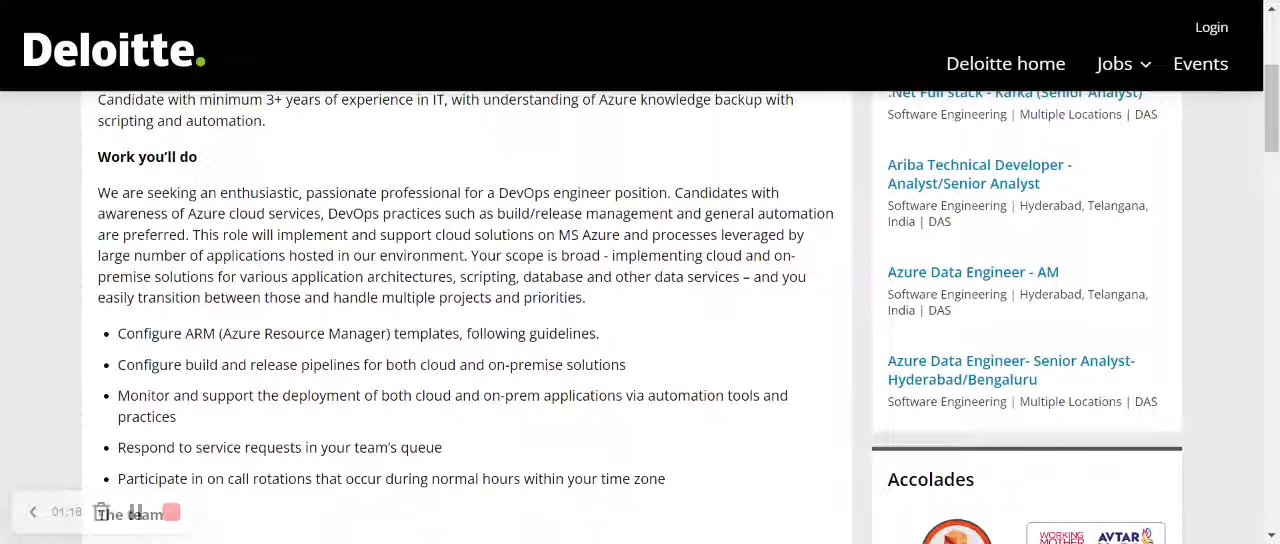 Deloitte.
Login
Deloitte home
Jobs
Events
Candidate with minimum 3+ years of experience in IT, with understanding of Azure knowledge backup with
scripting and automation.
Work you’ll do
We are seeking an enthusiastic, passionate professional for a DevOps engineer position. Candidates with
awareness of Azure cloud services, DevOps practices such as build/release management and general automation
are preferred. This role will implement and support cloud solutions on MS Azure and processes leveraged by
large number of applications hosted in our environment. Your scope is broad - implementing cloud and on-
premise solutions for various application architectures, scripting, database and other data services – and you
easily transition between those and handle multiple projects and priorities.
• Configure ARM (Azure Resource Manager) templates, following guidelines.
• Configure build and release pipelines for both cloud and on-premise solutions
• Monitor and support the deployment of both cloud and on-prem applications via automation tools and
practices
• Respond to service requests in your team’s queue
• Participate in on call rotations that occur during normal hours within your time zone
The team
01:18
.Net Full stack - Kafka (Senior Analyst)
Software Engineering | Multiple Locations | DAS
Ariba Technical Developer -
Analyst/Senior Analyst
Software Engineering | Hyderabad, Telangana,
India | DAS
Azure Data Engineer - AM
Software Engineering | Hyderabad, Telangana,
India | DAS
Azure Data Engineer- Senior Analyst-
Hyderabad/Bengaluru
Software Engineering | Multiple Locations | DAS
Accolades
WORKING
MOTHER
AVTAR